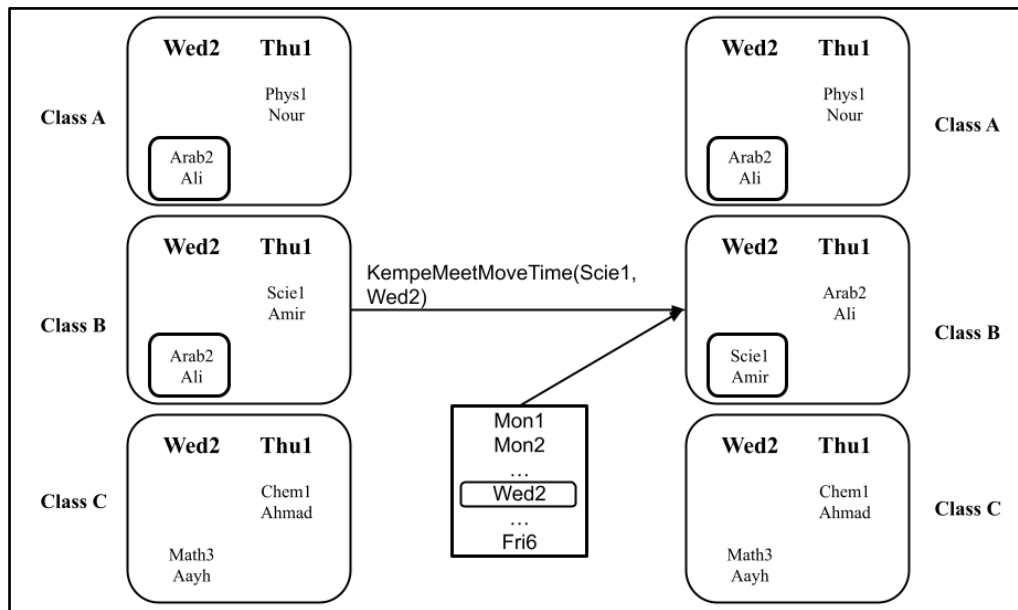 Wed2 Thu1
Phys1
Nour
Class A
Arab2
Ali
Wed2 Thu1
Scie1
Amir
Class B
Arab2
Ali
Wed2 Thu1
Chem1
Ahmad
Class C
Math3
Aayh
KempeMeetMoveTime(Scie1,
Wed2)
Mon1
Mon2
...
Wed2
...
Fri6
Wed2 Thu1
Phys1
Nour
Class A
Arab2
Ali
Wed2 Thu1
Arab2
Ali
Class B
Scie1
Amir
Wed2 Thu1
Chem1
Ahmad
Class C
Math3
Aayh